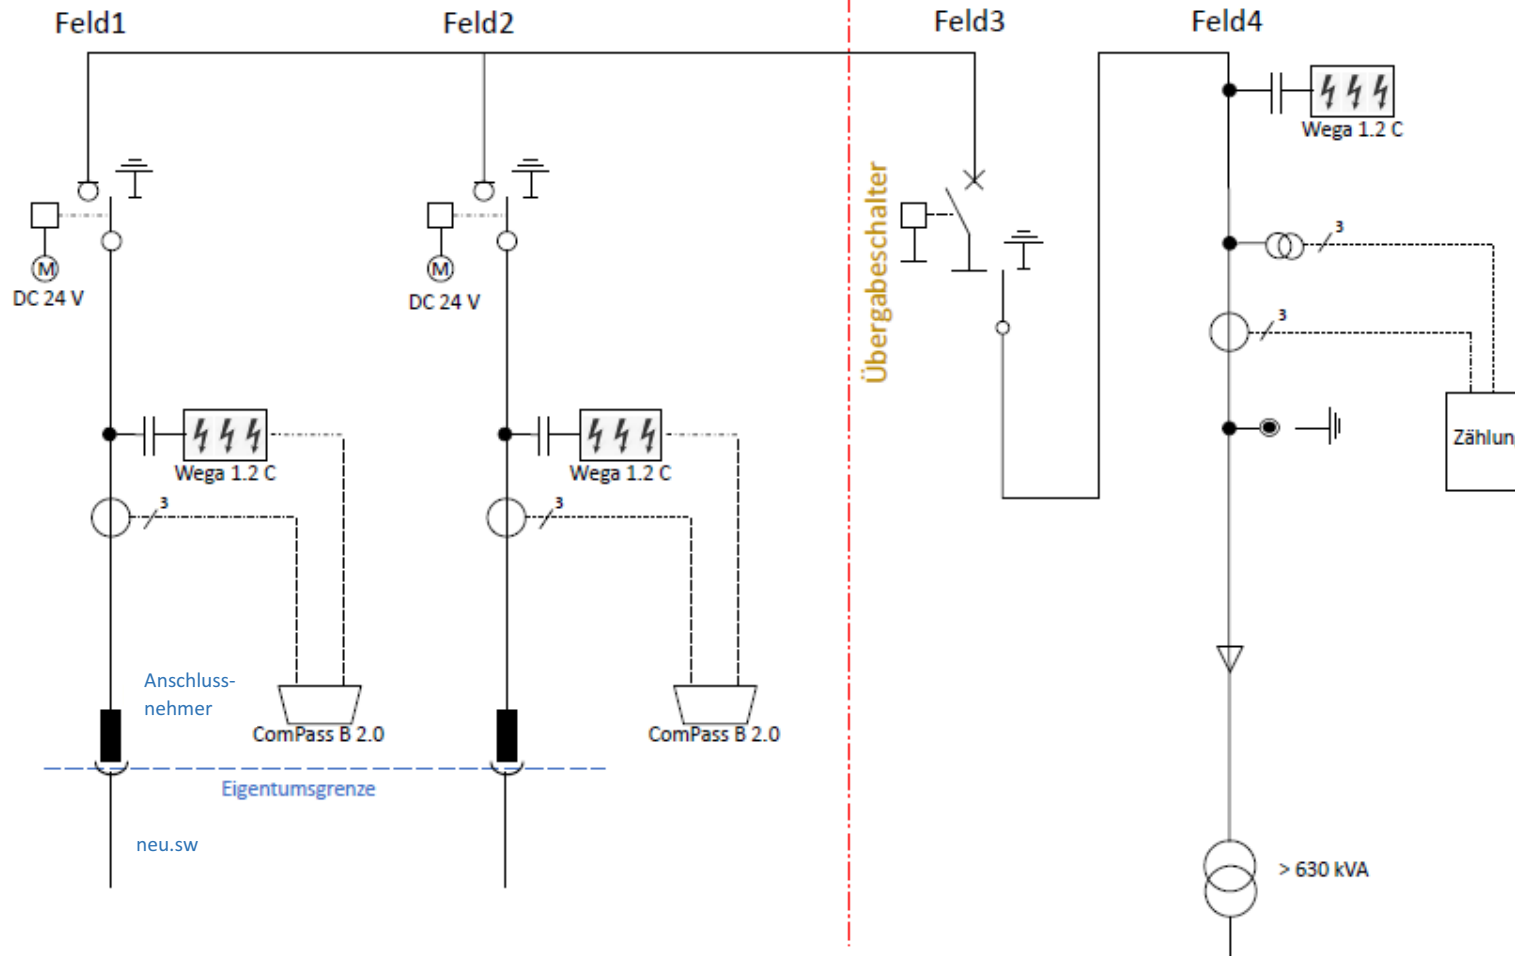 Feld1
Feld2
Feld3
Feld4
Wega 1.2 C
Übergabeschalter
M
DC 24 V
M
DC 24 V
3
3
Zählung
Wega 1.2 C
Wega 1.2 C
3
3
Anschluss-
nehmer
ComPass B 2.0
ComPass B 2.0
Eigentumsgrenze
neu.sw
> 630 kVA